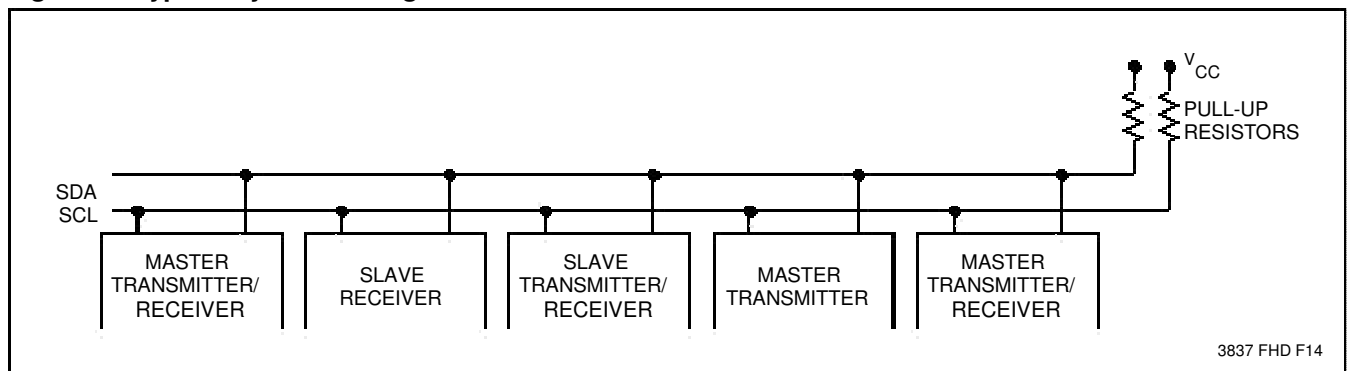 V
CC
PULL-UP
RESISTORS
SDA
SCL
MASTER
TRANSMITTER/
RECEIVER
SLAVE
RECEIVER
SLAVE
TRANSMITTER/
RECEIVER
MASTER
TRANSMITTER
MASTER
TRANSMITTER/
RECEIVER
3837 FHD F14